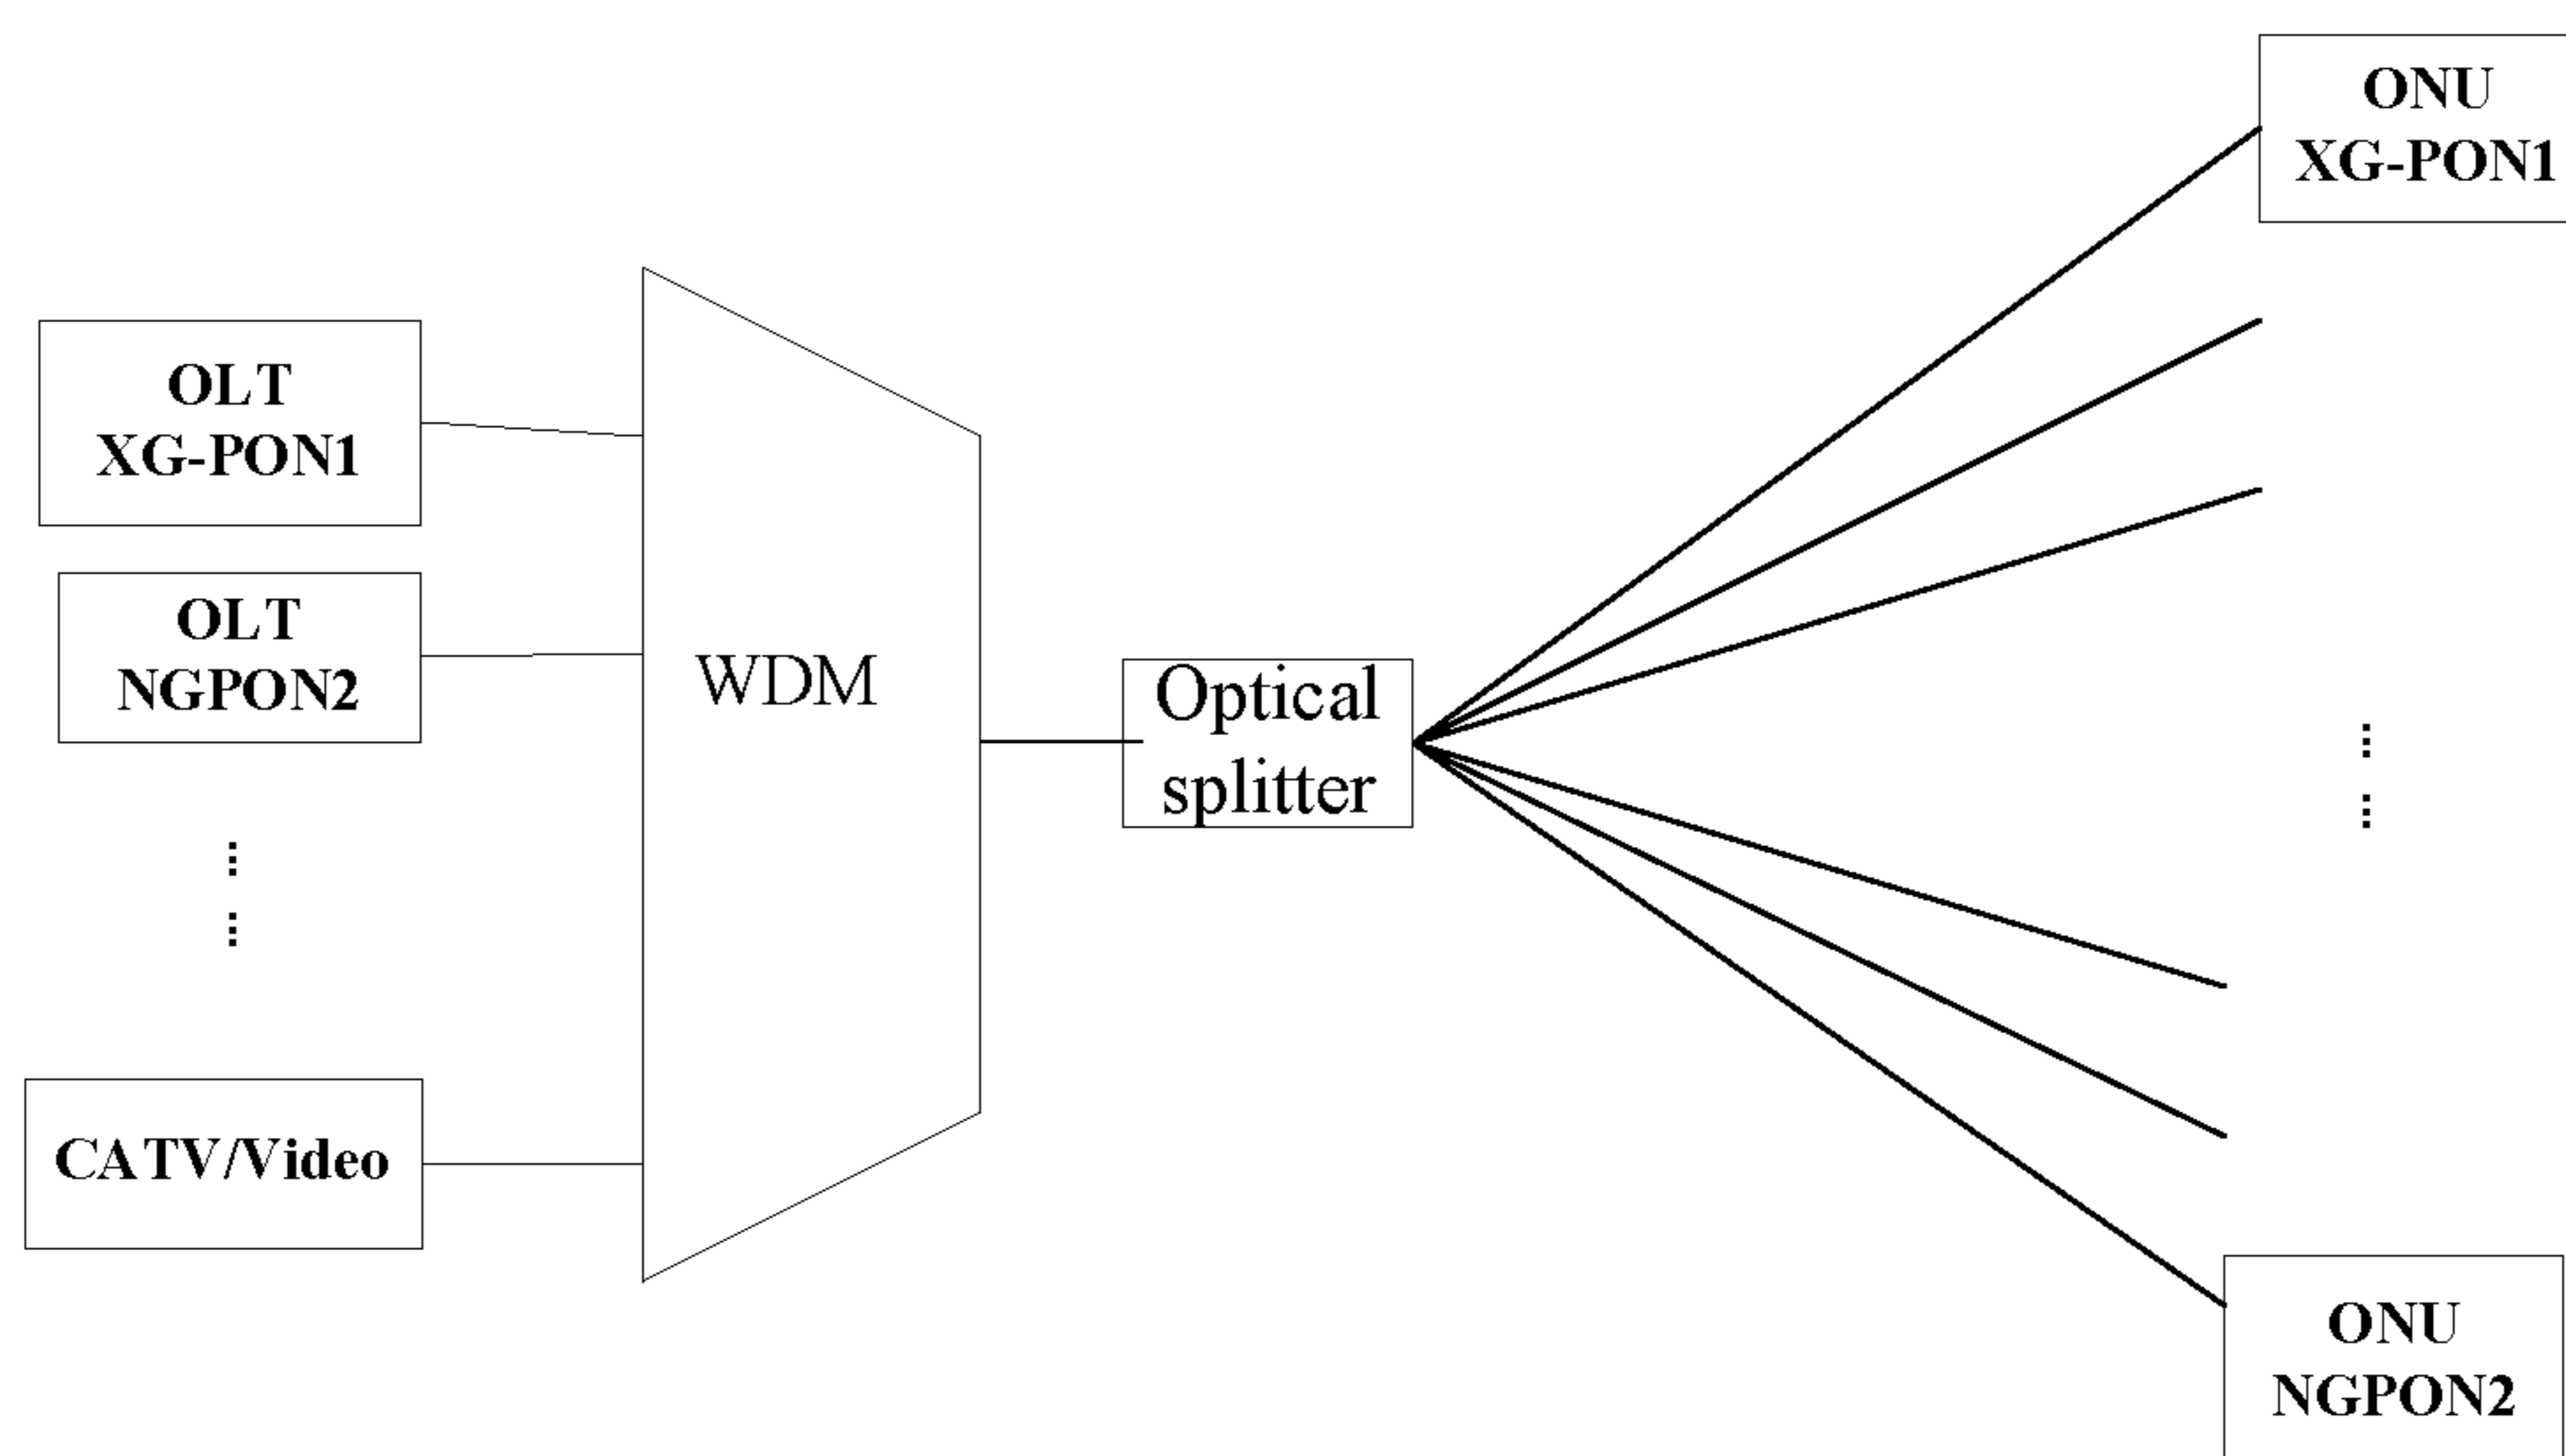 ONU
XG-PON1
OLT
XG-PON1
OLT
NGPON2
WDM
Optical
splitter
CATV/Video
ONU
NGPON2